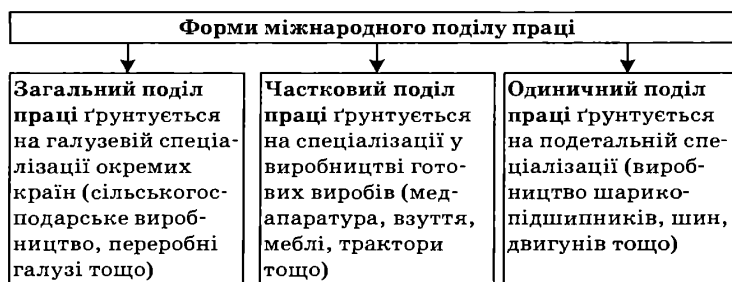 Форми міжнародного поділу праці
Загальний поділ
праці ґрунтується
на галузевій спеціа-
лізації окремих
країн (сільськогос-
подарське вироб-
ництво, переробні
галузі тощо)
Частковий поділ
праці ґрунтується
на спеціалізації у
виробництві гото-
вих виробів (мед-
апаратура, взуття,
меблі, трактори
тощо)
Одиничний поділ
праці ґрунтується
на подетальній спе-
ціалізації (вироб-
ництво шарико-
підшипників, шин,
двигунів тощо)